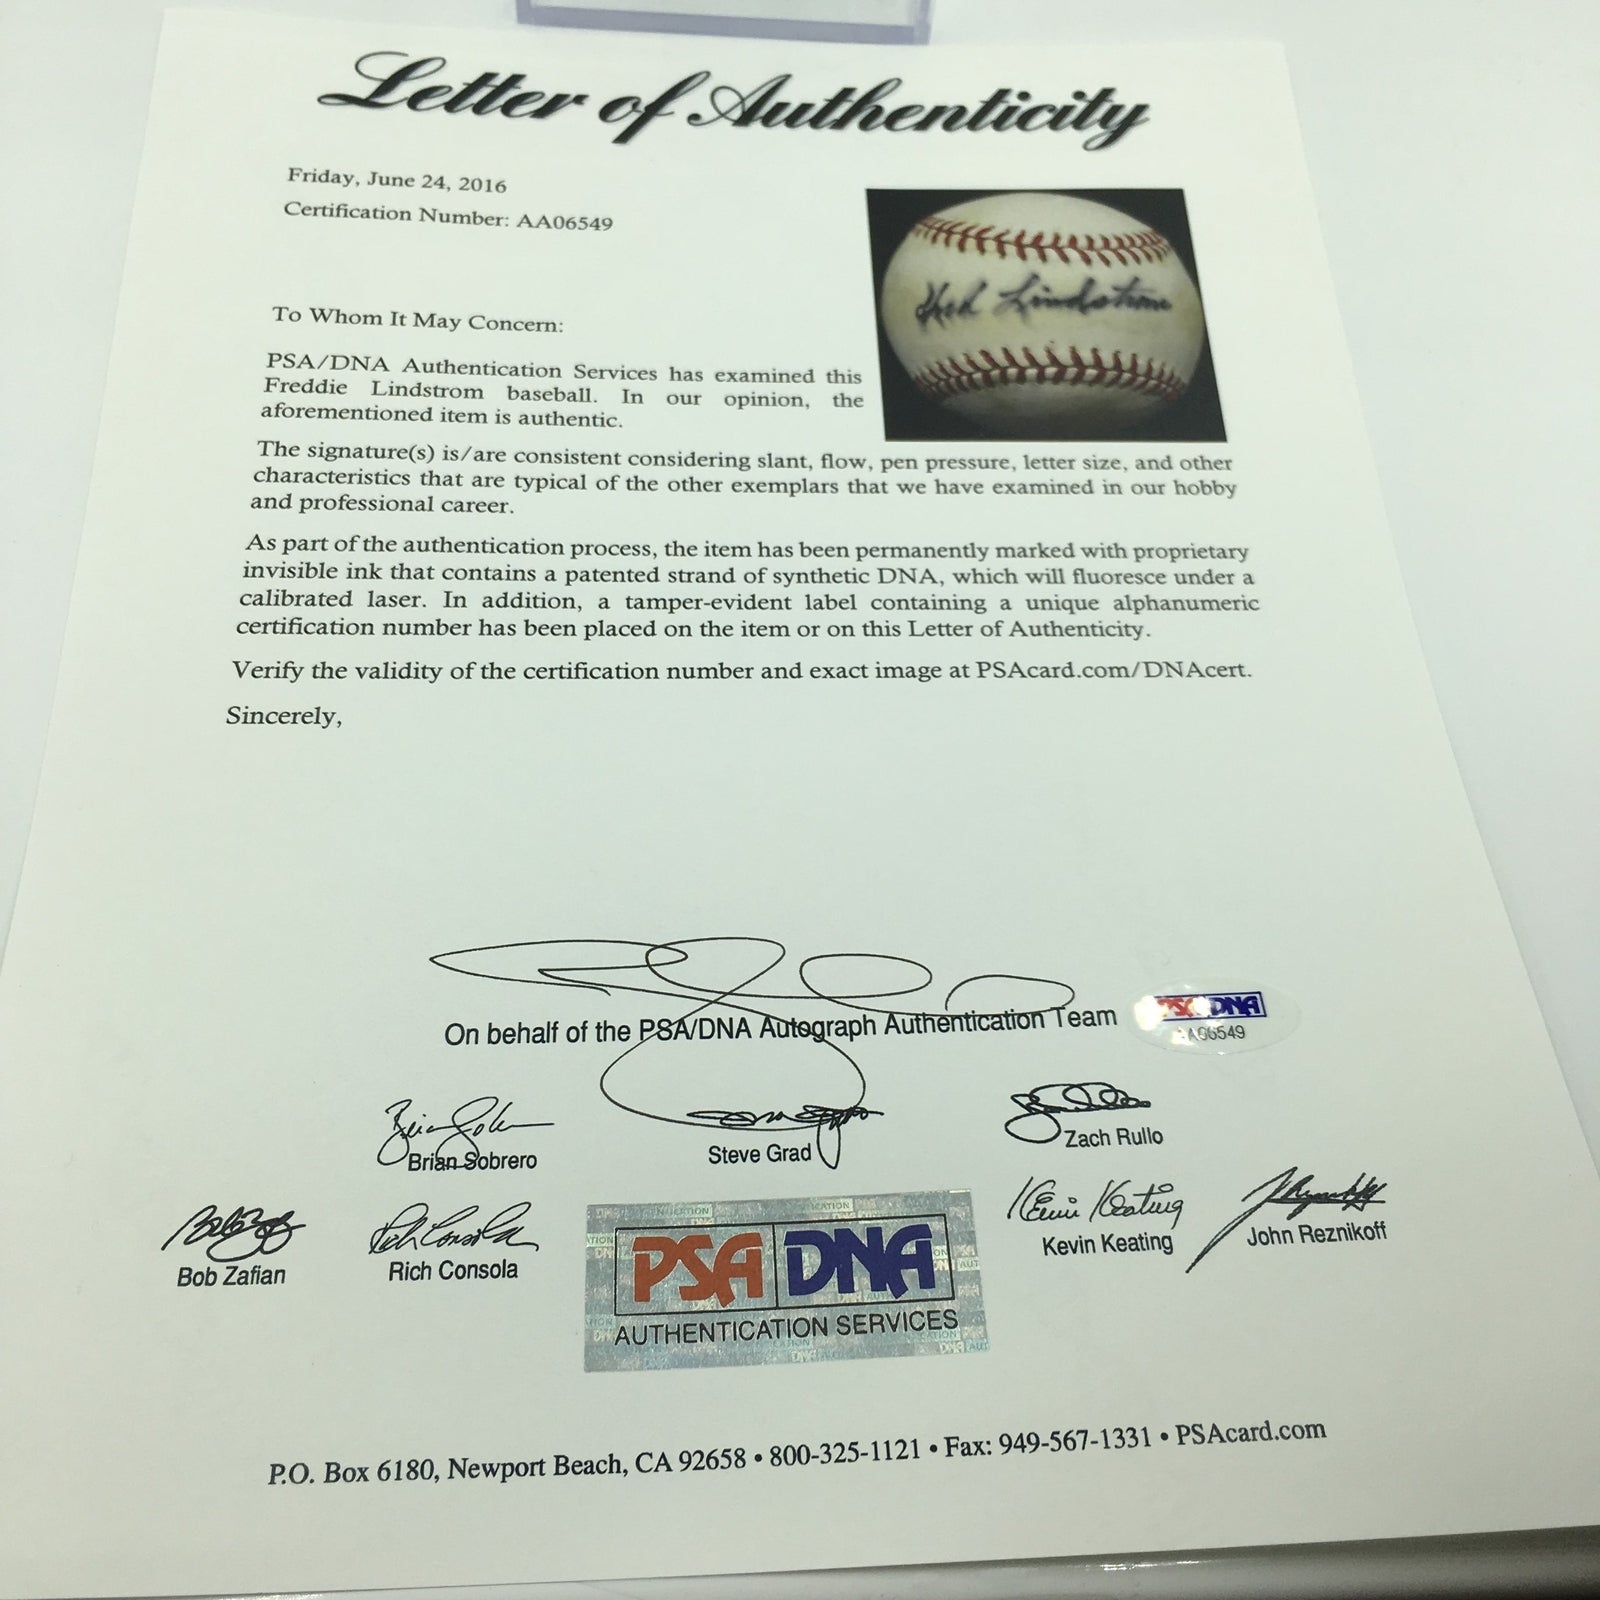 Letter of Authenticity
Friday, June 24, 2016
Certification Number: AA06549
Fred Lindstrom
To Whom It May Concern:
PSA/DNA Authentication Services has examined this
Freddie Lindstrom baseball. In our opinion, the
aforementioned item is authentic.
The signature(s) is/are consistent considering slant, flow, pen pressure, letter size, and other
characteristics that are typical of the other exemplars that we have examined in our hobby
and professional career.
As part of the authentication process, the item has been permanently marked with proprietary
invisible ink that contains a patented strand of synthetic DNA, which will fluoresce under a
calibrated laser. In addition, a tamper-evident label containing a unique alphanumeric
certification number has been placed on the item or on this Letter of Authenticity.
Verify the validity of the certification number and exact image at PSAcard.com/DNAcert.
Sincerely,
On behalf of the PSA/DNA Autograph Authentication Team
PSA DNA
AA06549
Brian Sobrero
Steve Grad
Zach Rullo
Kevin Keating
Rich Consola
Bob Zafian
Rich Consola
Kevin Keating
John Reznikoff
PSA DNA
AUTHENTICATION SERVICES
P.O. Box 6180, Newport Beach, CA 92658 • 800-325-1121 • Fax: 949-567-1331 • PSAcard.com